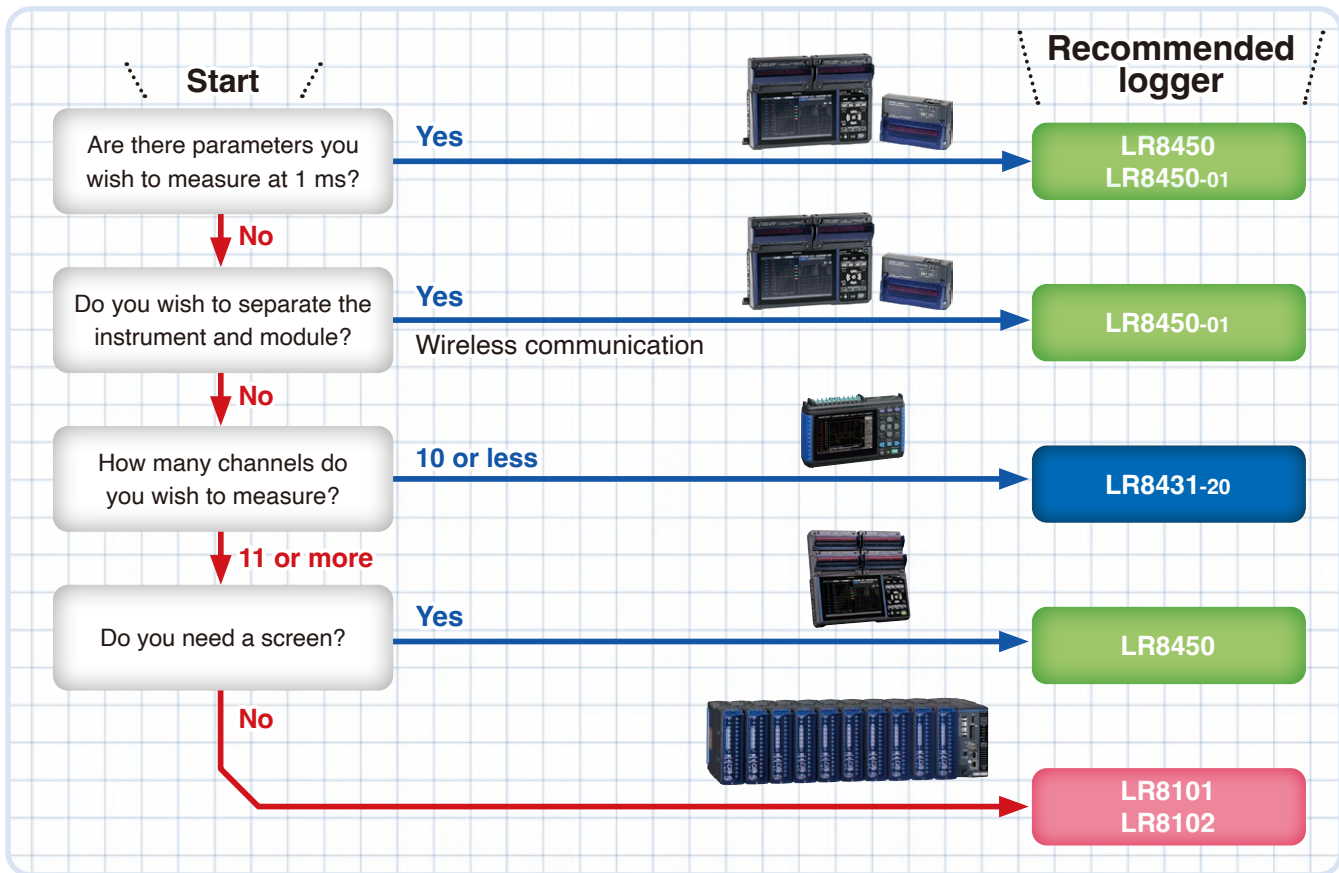 Start
Recommended
logger
Are there parameters you
wish to measure at 1 ms?
Yes
LR8450
LR8450-01
No
Do you wish to separate the
instrument and module?
Yes
Wireless communication
LR8450-01
No
How many channels do
you wish to measure?
10 or less
LR8431-20
11 or more
Do you need a screen?
Yes
LR8450
No
LR8101
LR8102